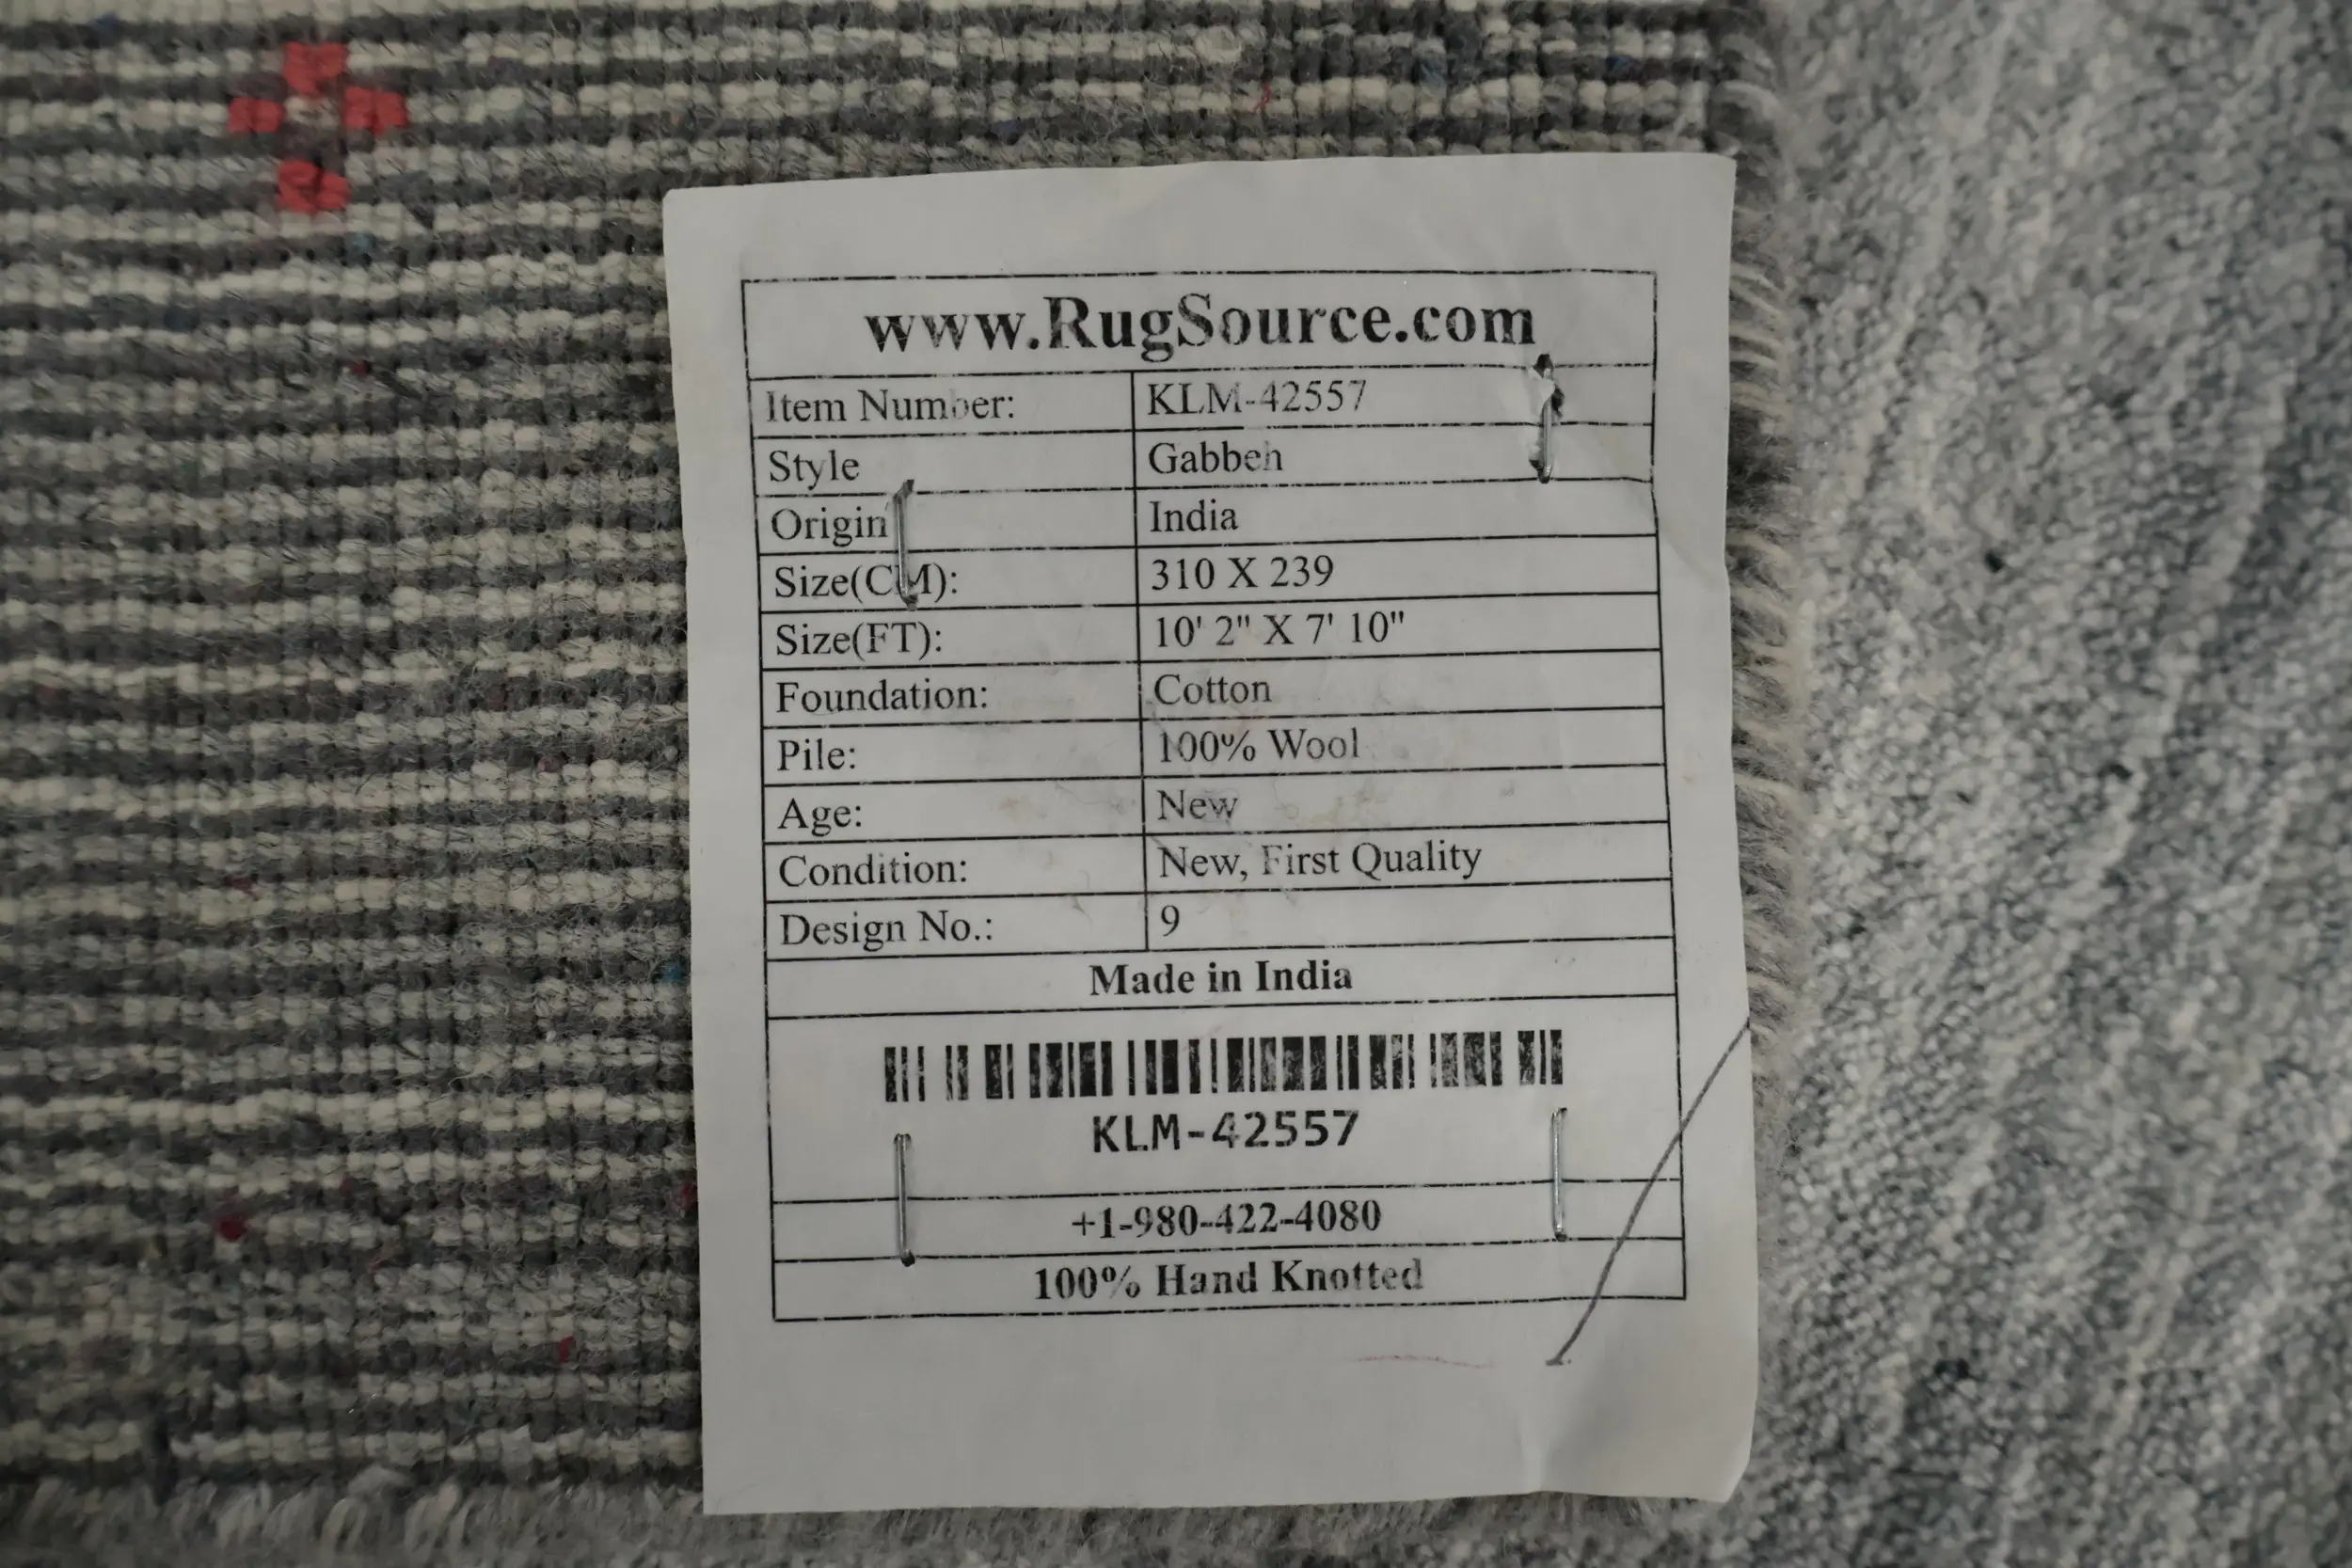 www.RugSource.com
Item Number: KLM-42557
Style Gabbeh
Origin India
Size(CM): 310 X 239
Size(FT): 10' 2" X 7' 10"
Foundation: Cotton
Pile: 100% Wool
Age: New
Condition: New, First Quality
Design No.: 9
Made in India
KLM-42557
+1-980-422-4080
100% Hand Knotted